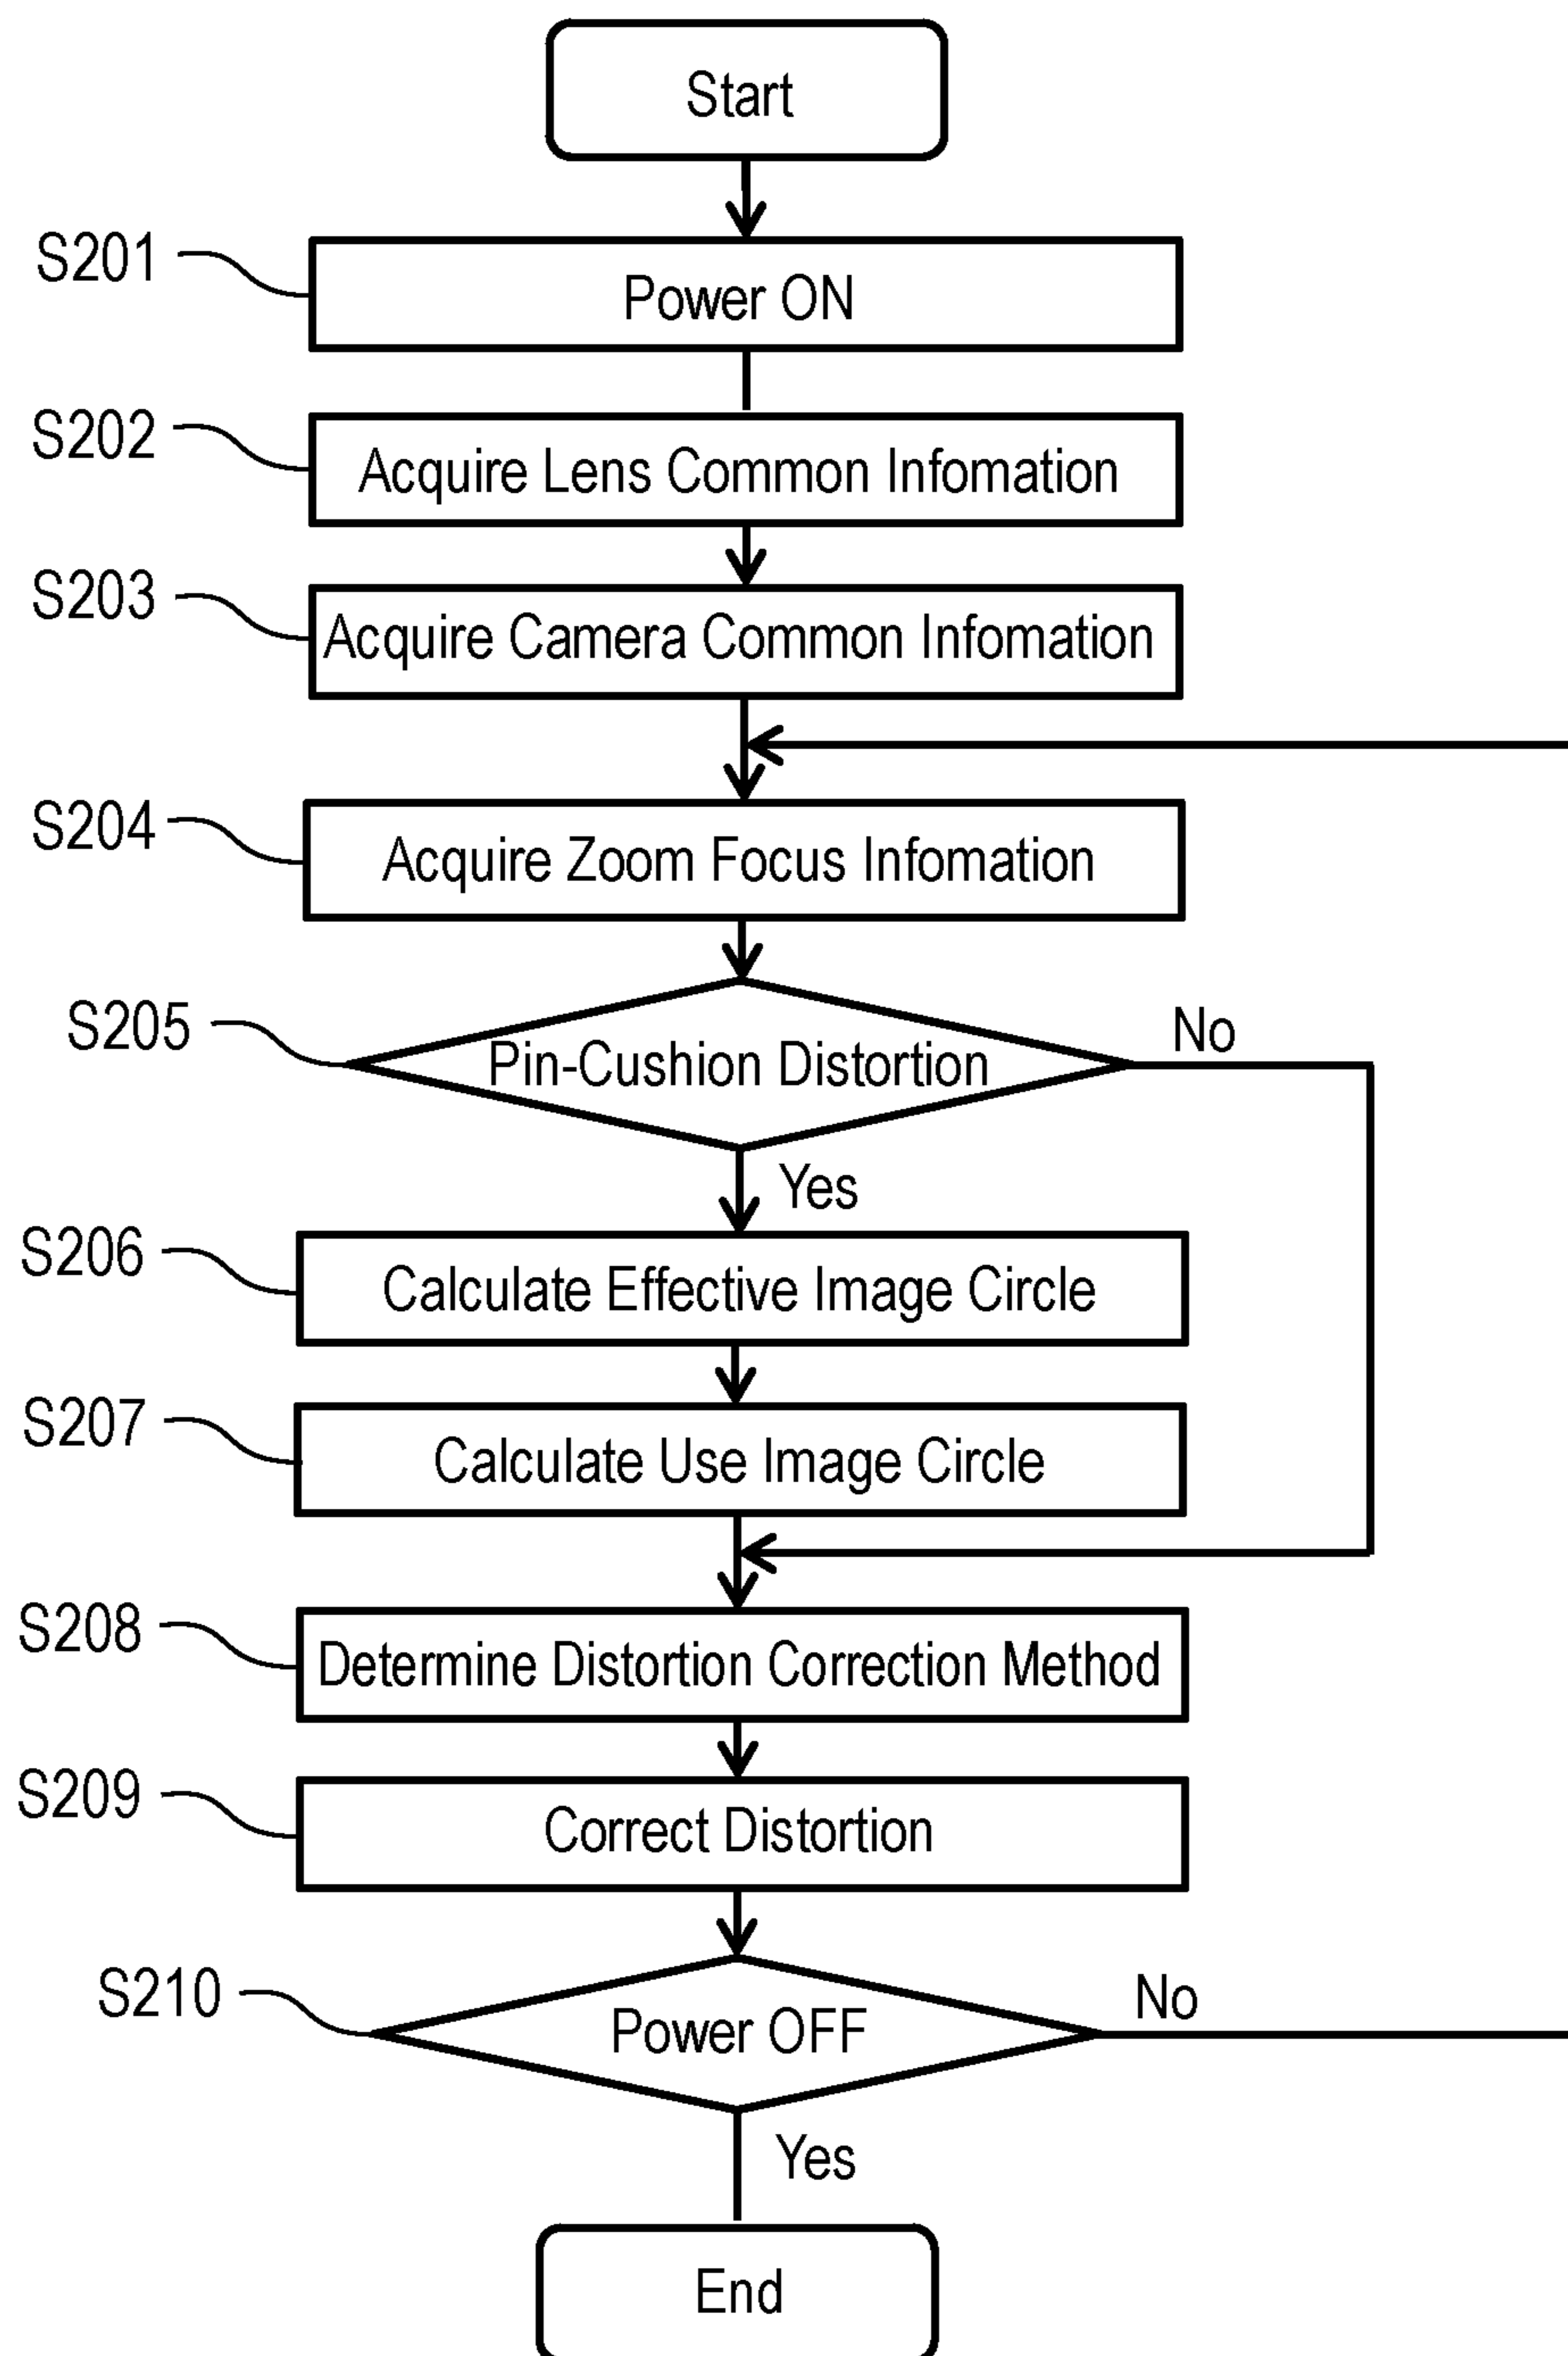 Start
S201
Power ON
S202
Acquire Lens Common Infomation
S203
Acquire Camera Common Infomation
S204
Acquire Zoom Focus Infomation
S205
Pin-Cushion Distortion
No
Yes
S206
Calculate Effective Image Circle
S207
Calculate Use Image Circle
S208
Determine Distortion Correction Method
S209
Correct Distortion
S210
Power OFF
No
Yes
End